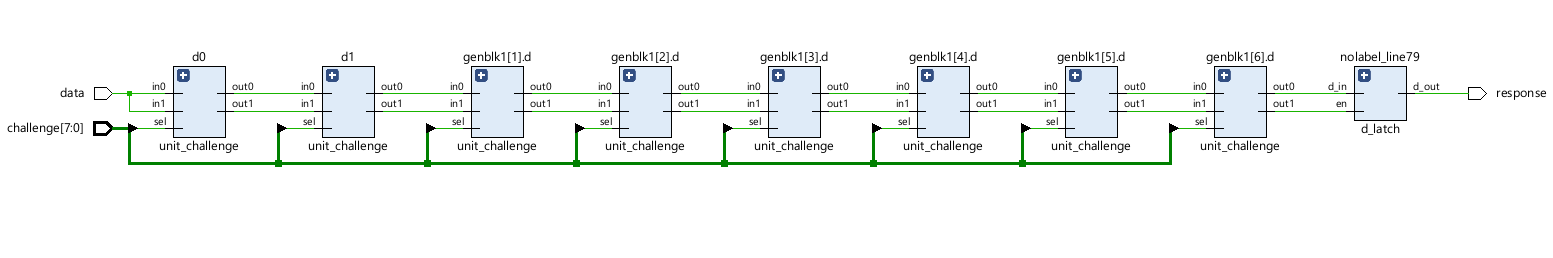 d0 d1 genblk1[1].d genblk1[2].d genblk1[3].d genblk1[4].d genblk1[5].d genblk1[6].d nolabel_line79
data in0 out0 in0 out0 in0 out0 in0 out0 in0 out0 in0 out0 in0 out0 in0 out0 d_in d_out response
in1 out1 in1 out1 in1 out1 in1 out1 in1 out1 in1 out1 in1 out1 in1 out1 en
challenge[7:0] sel sel sel sel sel sel sel sel d_latch
unit_challenge unit_challenge unit_challenge unit_challenge unit_challenge unit_challenge unit_challenge unit_challenge